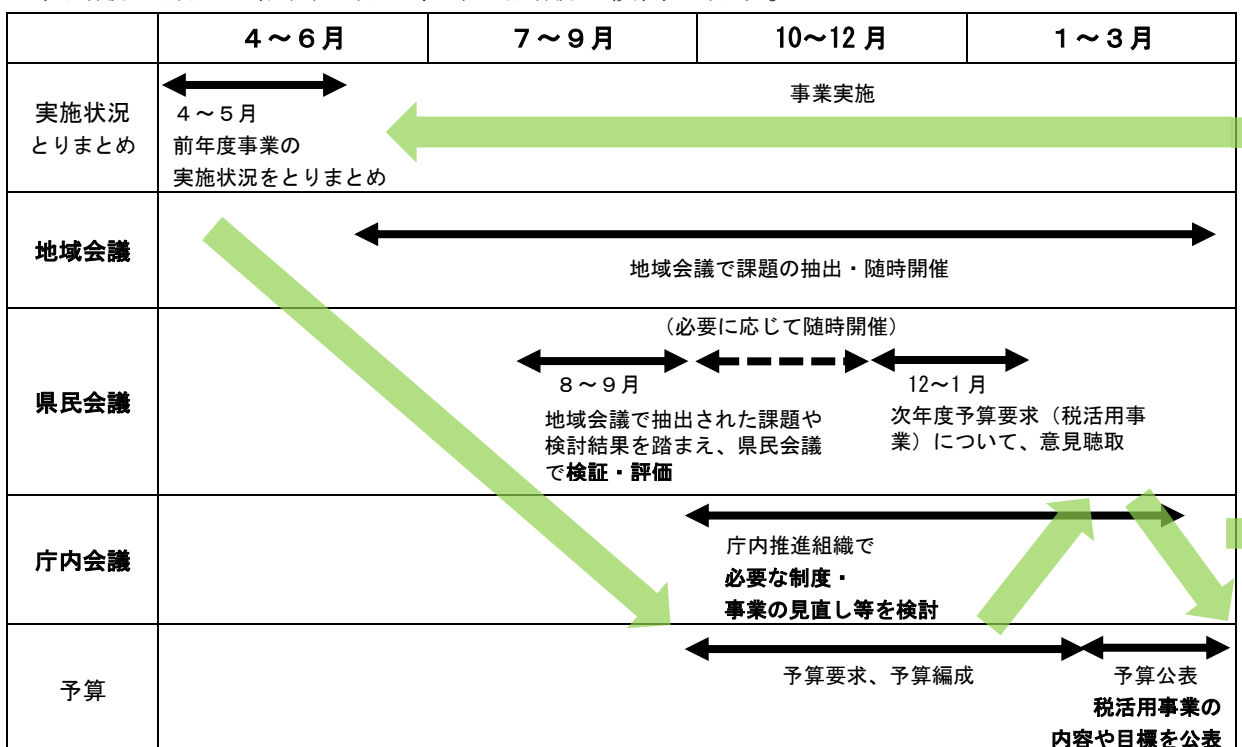 ４～６月
７～９月
10～12 月
１～３月
実施状況
とりまとめ
４～５月
前年度事業の
実施状況をとりまとめ
事業実施
地域会議
地域会議で課題の抽出・随時開催
県民会議
（必要に応じて随時開催）
８～９月
地域会議で抽出された課題や
検討結果を踏まえ、県民会議
で検証・評価
12～1 月
次年度予算要求（税活用事
業）について、意見聴取
庁内会議
庁内推進組織で
必要な制度・
事業の見直し等を検討
予算
予算要求、予算編成
予算公表
税活用事業の
内容や目標を公表